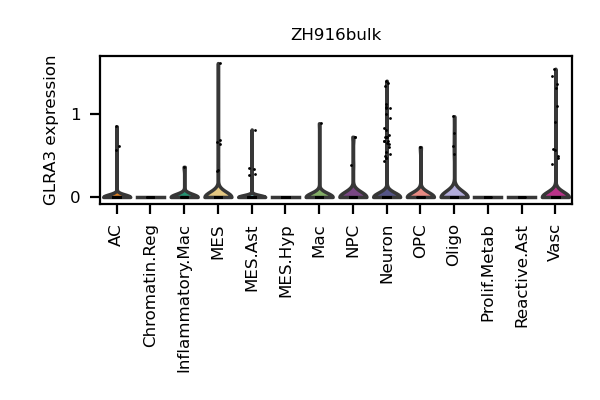 ZH916bulk
GLRA3 expression
1
0
AC
Chromatin.Reg
Inflammatory.Mac
MES
MES.Ast
MES.Hyp
Mac
NPC
Neuron
OPC
Oligo
Prolif.Metab
Reactive.Ast
Vasc